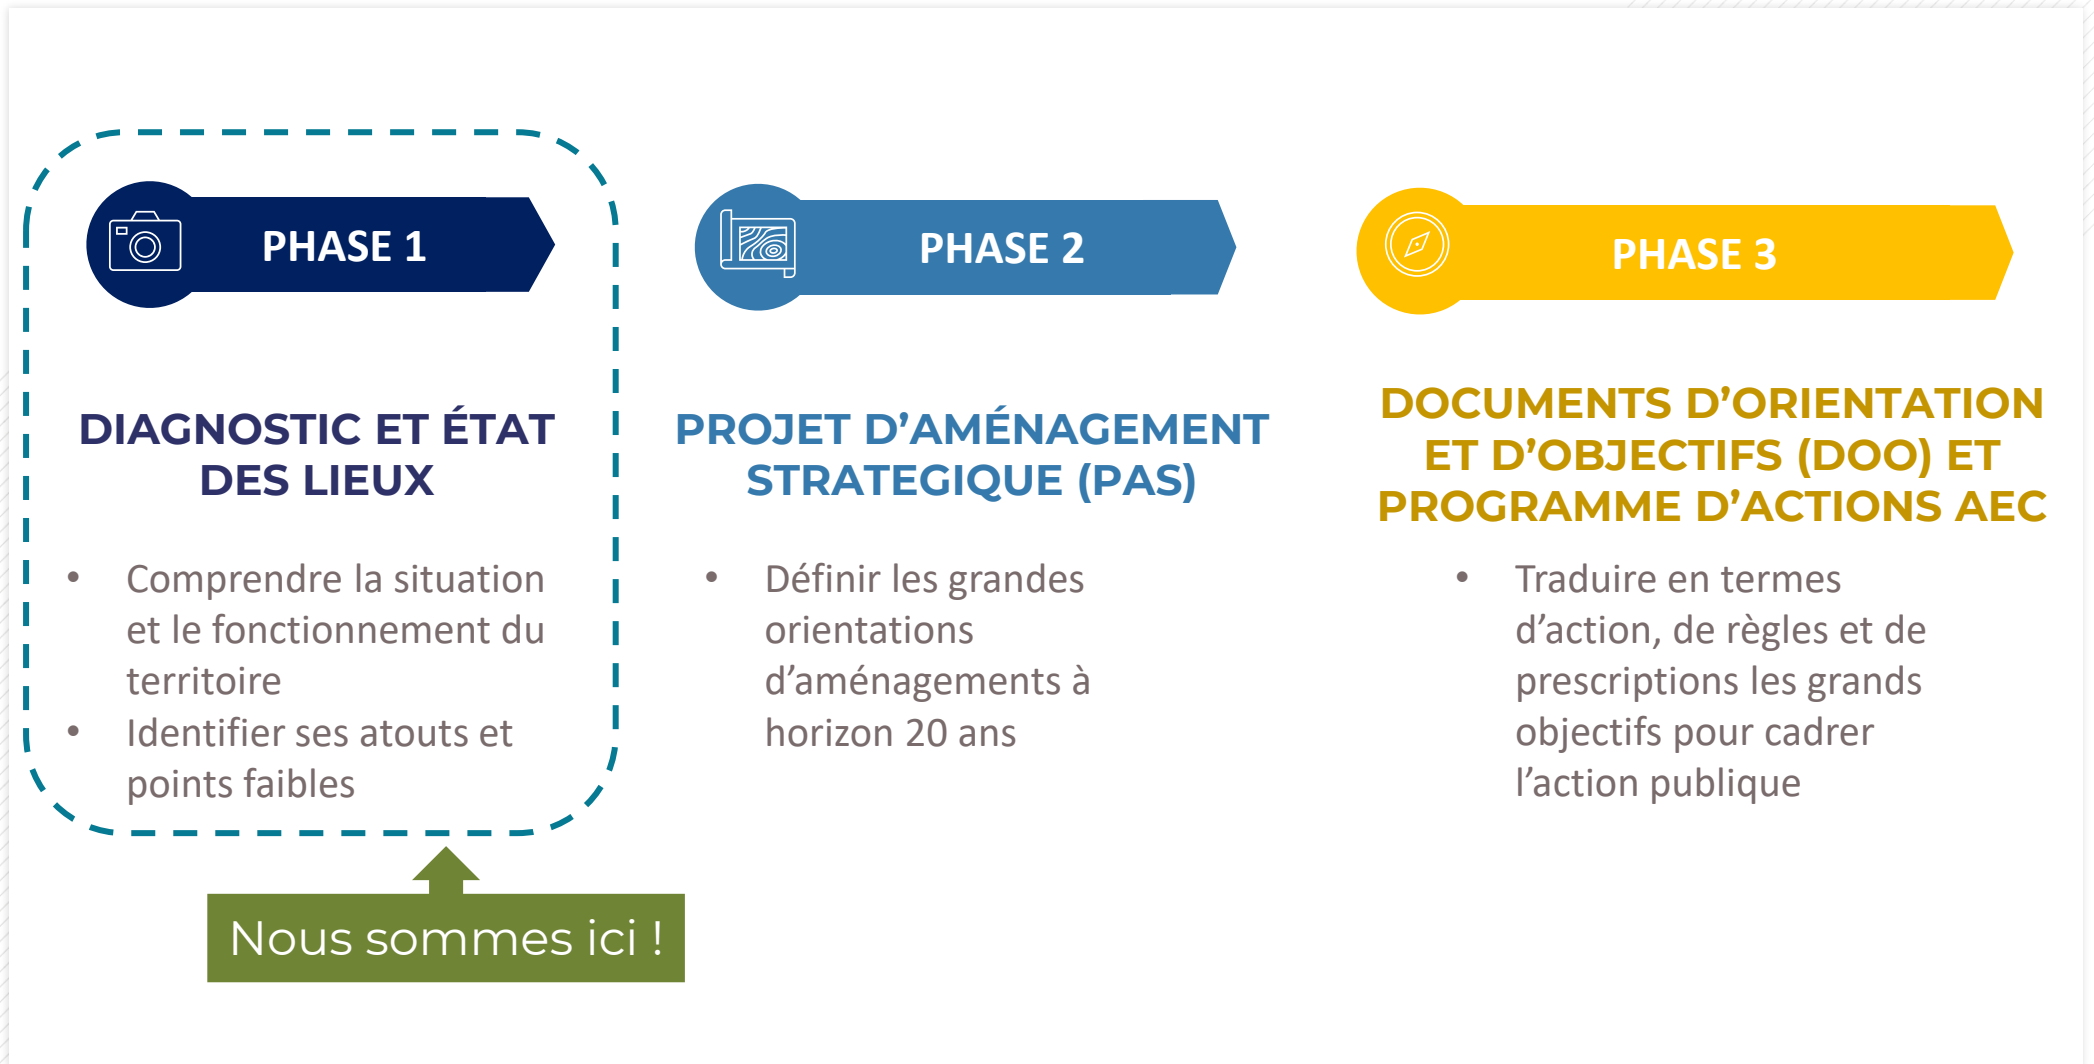 PHASE 1
DIAGNOSTIC ET ÉTAT
DES LIEUX
• Comprendre la situation
et le fonctionnement du
territoire
• Identifier ses atouts et
points faibles
Nous sommes ici !
PHASE 2
PROJET D’AMÉNAGEMENT
STRATEGIQUE (PAS)
• Définir les grandes
orientations
d’aménagements à
horizon 20 ans
PHASE 3
DOCUMENTS D’ORIENTATION
ET D’OBJECTIFS (DOO) ET
PROGRAMME D’ACTIONS AEC
• Traduire en termes
d’action, de règles et de
prescriptions les grands
objectifs pour cadrer
l’action publique